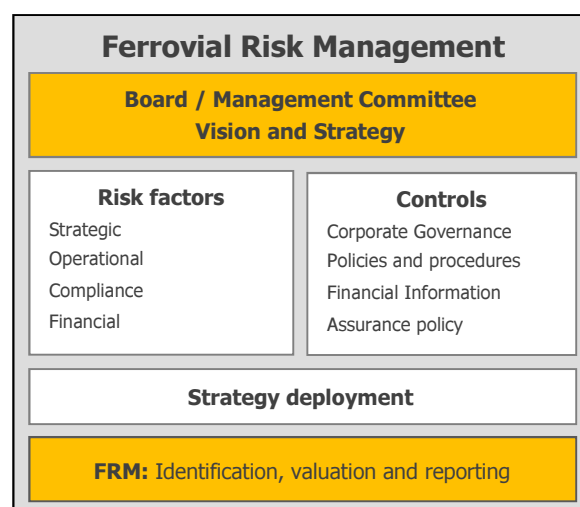 Ferrovial Risk Management
Board / Management Committee
Vision and Strategy
Risk factors
Strategic
Operational
Compliance
Financial
Controls
Corporate Governance
Policies and procedures
Financial Information
Assurance policy
Strategy deployment
FRM: Identification, valuation and reporting